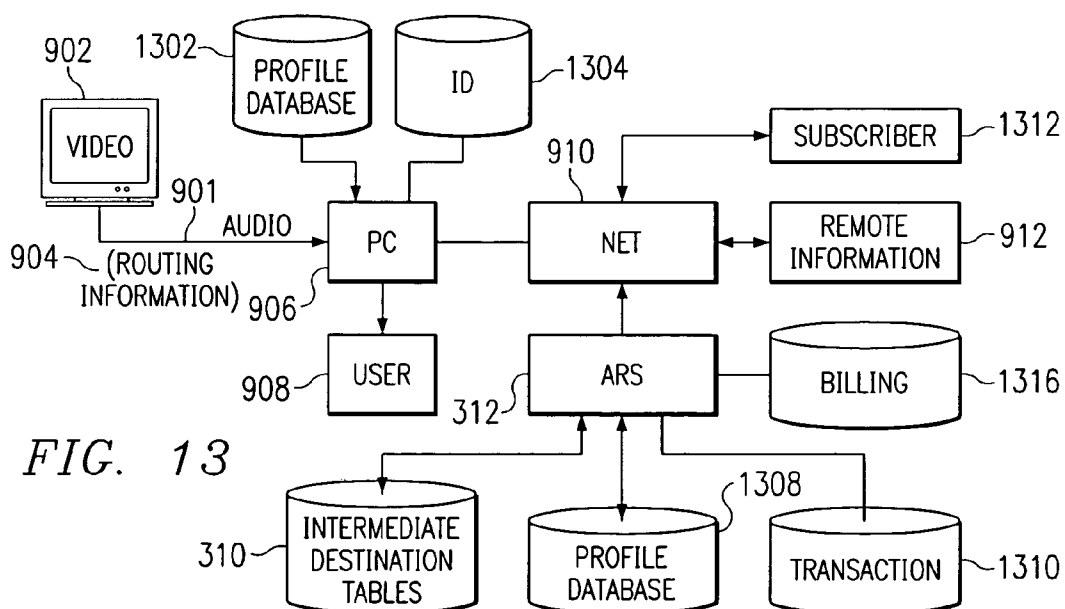 1302
902
PROFILE
DATABASE
ID
1304
VIDEO
901
AUDIO
904
(ROUTING
INFORMATION)
PC
906
910
NET
SUBSCRIBER
1312
REMOTE
INFORMATION
912
USER
908
ARS
312
BILLING
1316
FIG. 13
310
INTERMEDIATE
DESTINATION
TABLES
1308
PROFILE
DATABASE
TRANSACTION
1310